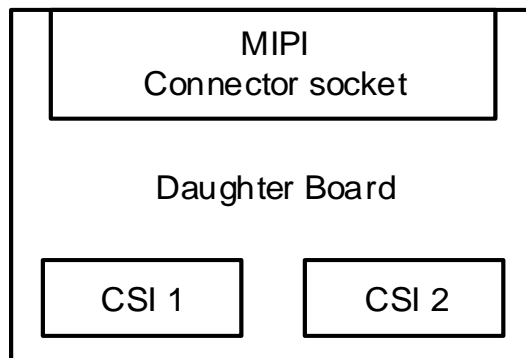 MIPI
Connector socket
Daughter Board
CSI 1
CSI 2